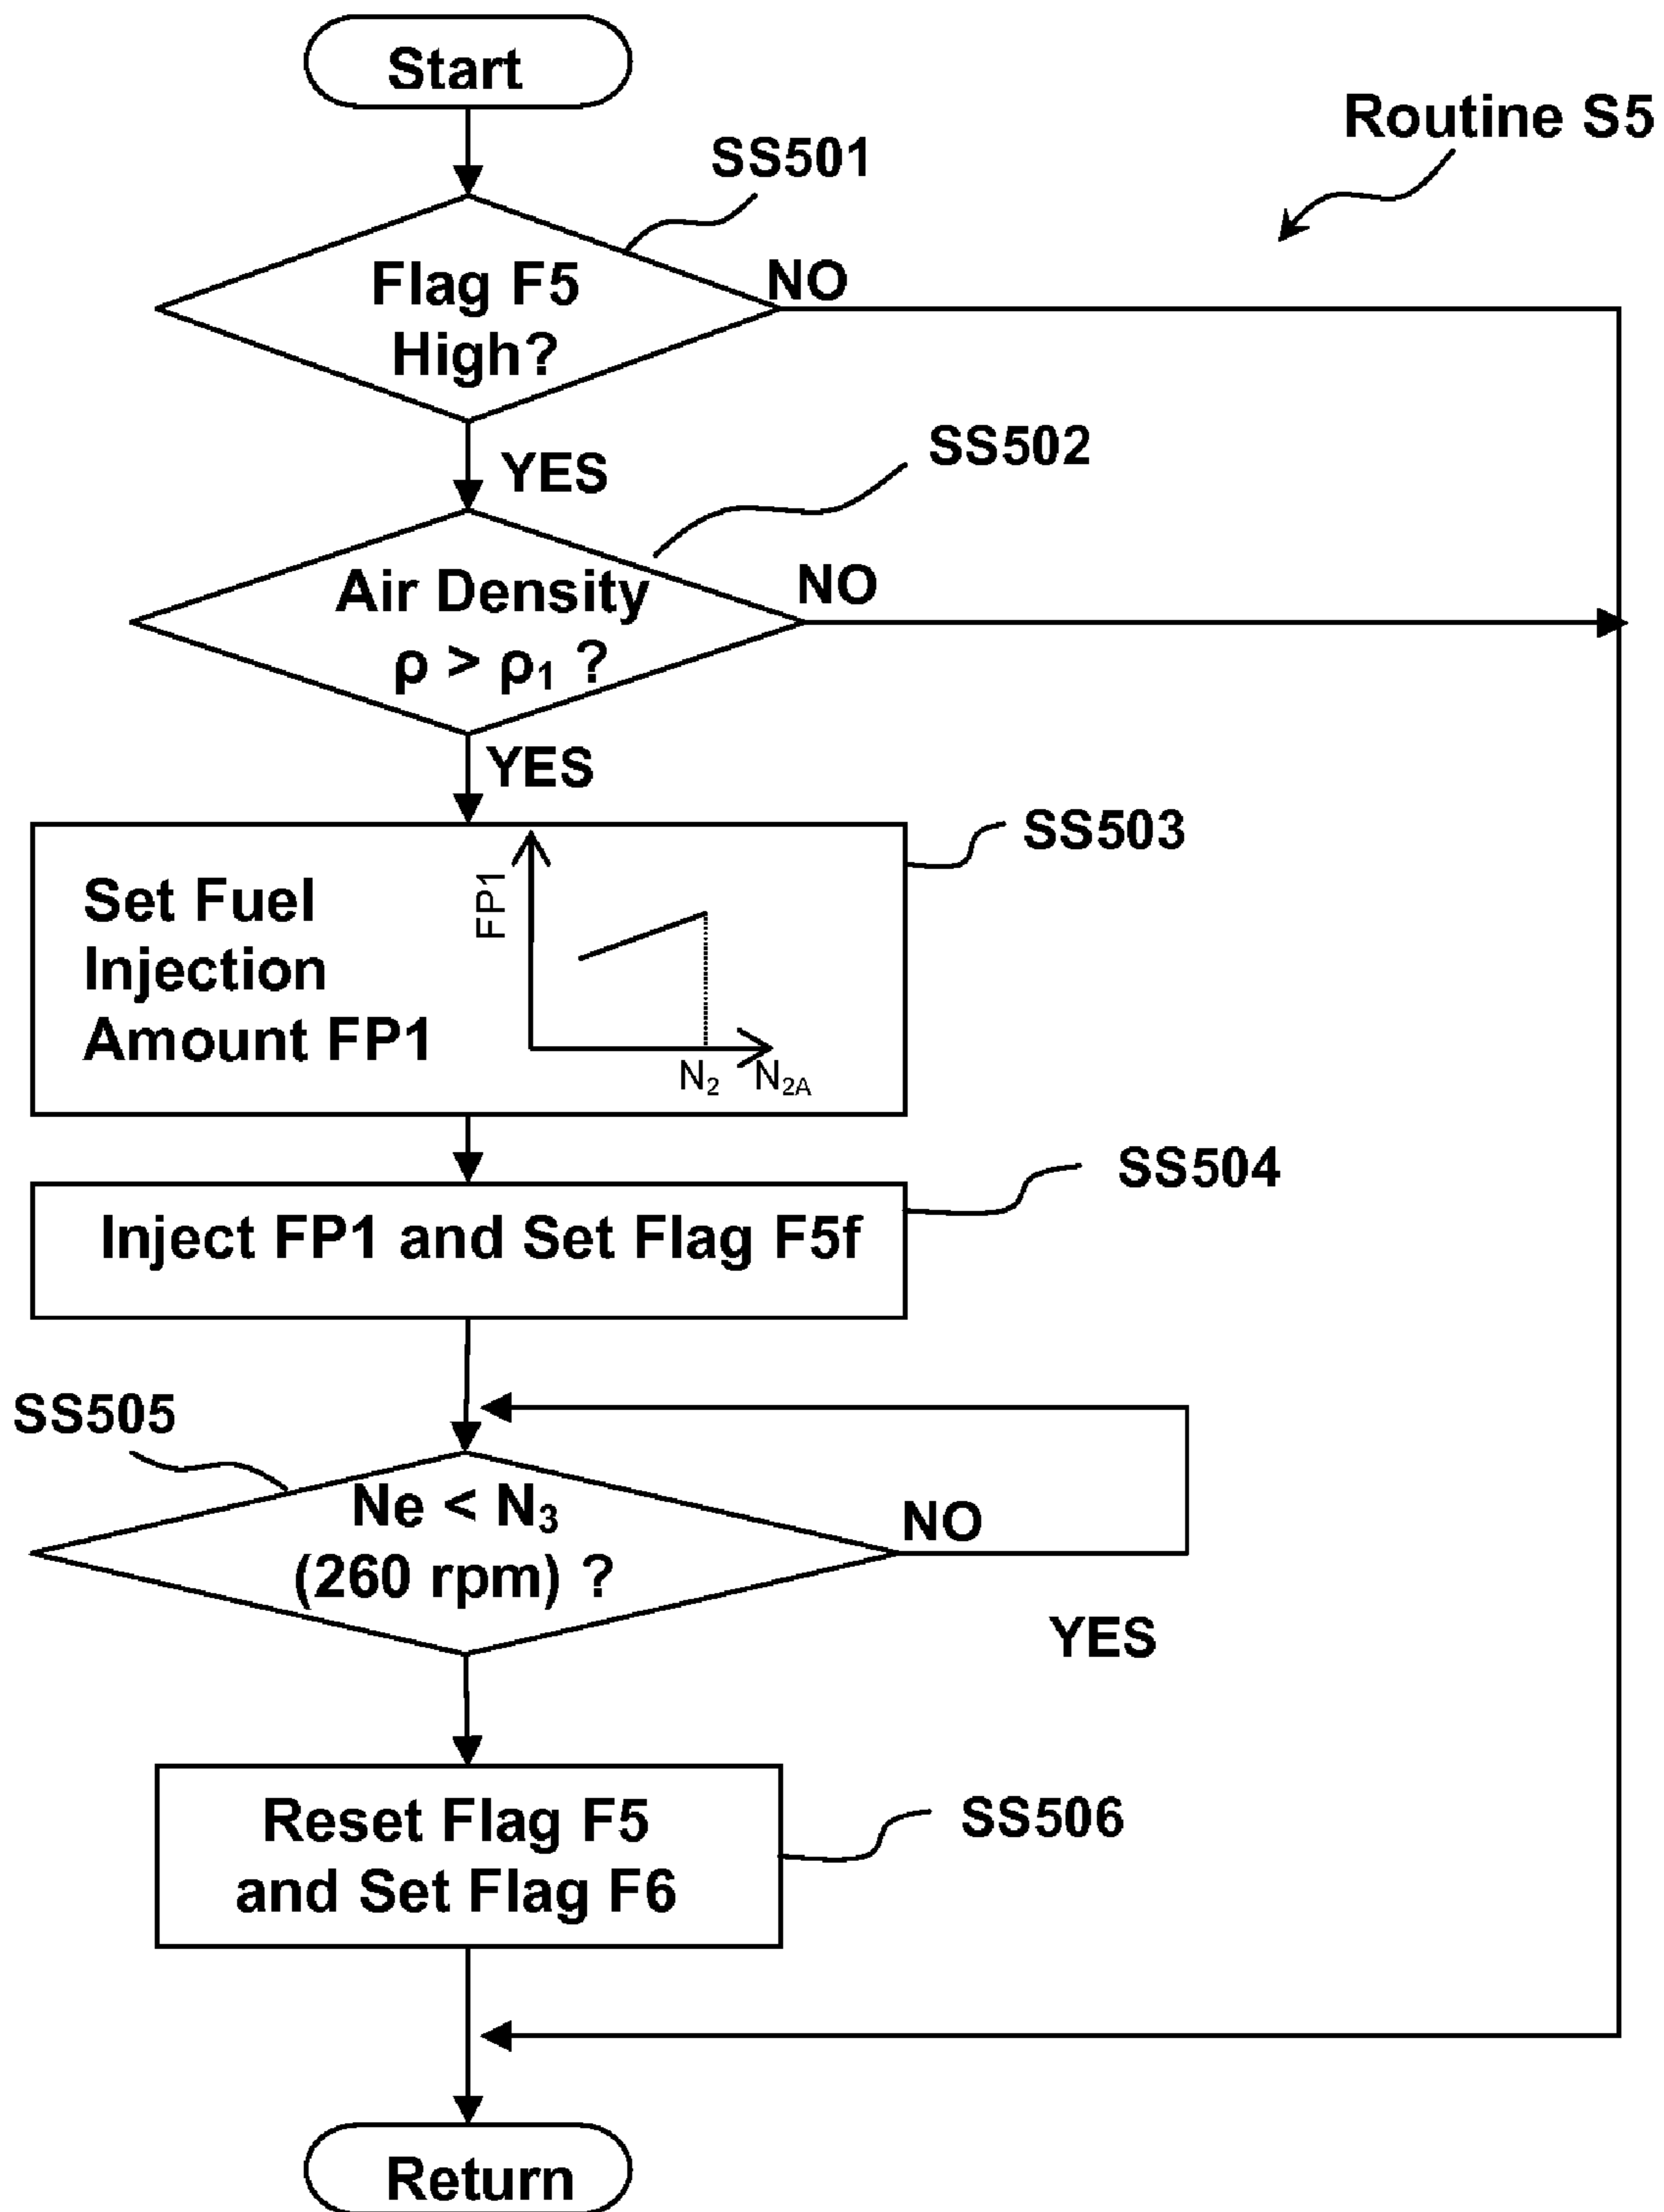 Start
Routine S5
SS501
Flag F5
High?
NO
YES
SS502
Air Density
ρ > ρ₁ ?
NO
YES
SS503
Set Fuel
Injection
Amount FP1
FP1
N₂ N₂A
SS504
Inject FP1 and Set Flag F5f
SS505
Ne < N₃
(260 rpm) ?
NO
YES
Reset Flag F5
and Set Flag F6
SS506
Return